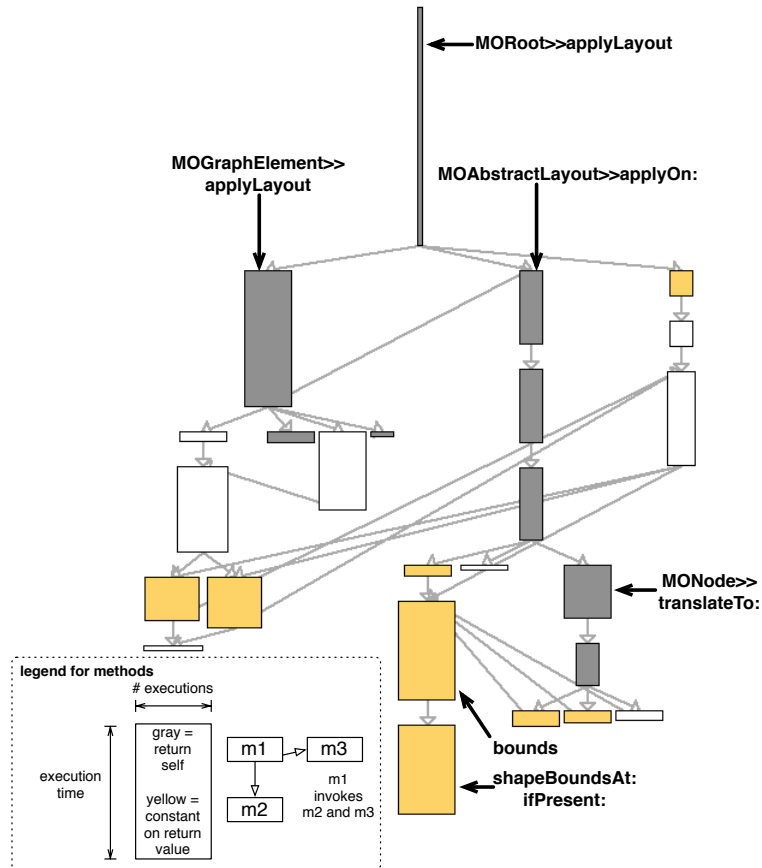 MORoot>>applyLayout
MOGraphElement>>
applyLayout
MOAbstractLayout>>applyOn:
MONode>>
translateTo:
bounds
shapeBoundsAt:
ifPresent:
legend for methods
# executions
execution
time
gray =
return
self
yellow =
constant
on return
value
m1
m3
m2
m1
invokes
m2 and m3